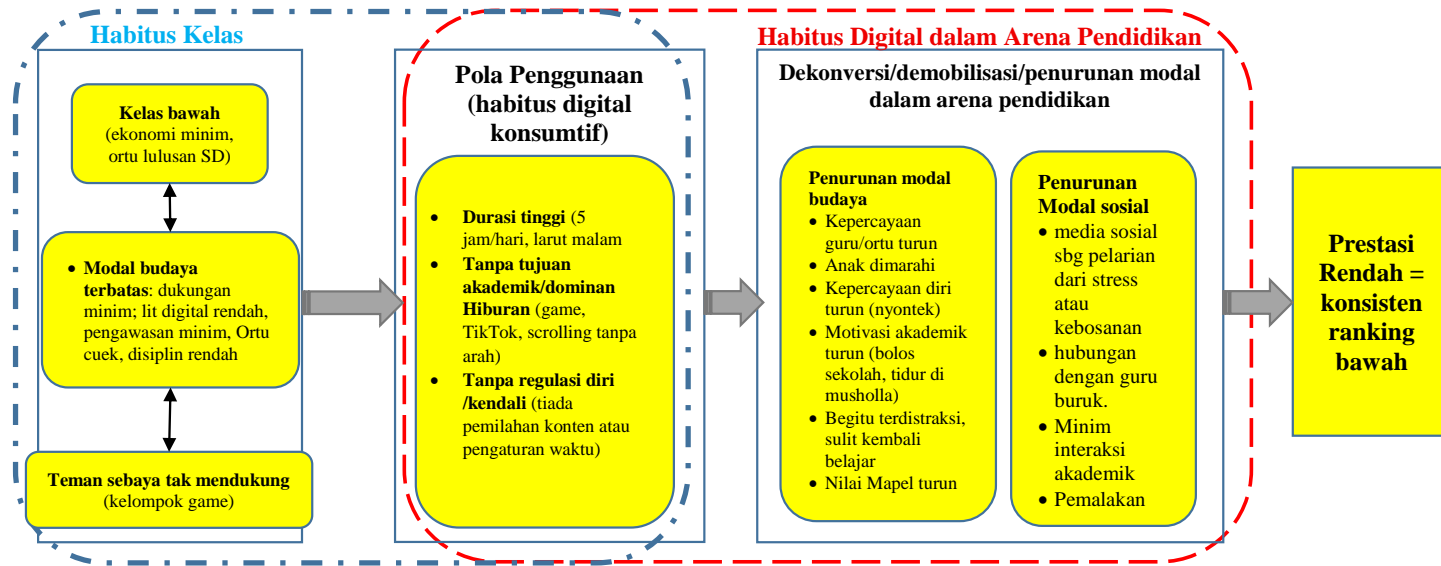 Habitus Kelas
Kelas bawah
(ekonomi minim,
ortu lulusan SD)
• Modal budaya
terbatas: dukungan
minim; lit digital rendah,
pengawasan minim, Ortu
cuek, disiplin rendah
Teman sebaya tak mendukung
(kelompok game)
Pola Penggunaan
(habitus digital
konsumtif)
• Durasi tinggi (5
jam/hari, larut malam
• Tanpa tujuan
akademik/dominan
Hiburan (game,
TikTok, scrolling tanpa
arah)
• Tanpa regulasi diri
/kendali (tiada
pemilahan konten atau
pengaturan waktu)
Habitus Digital dalam Arena Pendidikan
Dekonversi/demobilisasi/penurunan modal
dalam arena pendidikan
Penurunan modal
budaya
• Kepercayaan
guru/ortu turun
• Anak dimarahi
• Kepercayaan diri
turun (nyontek)
• Motivasi akademik
turun (bolos
sekolah, tidur di
musholla)
• Begitu terdistraksi,
sulit kembali
belajar
• Nilai Mapel turun
Penurunan
Modal sosial
• media sosial
sbg pelarian
dari stress
atau
kebosanan
• hubungan
dengan guru
buruk.
• Minim
interaksi
akademik
• Pemalakan
Prestasi
Rendah =
konsisten
ranking
bawah